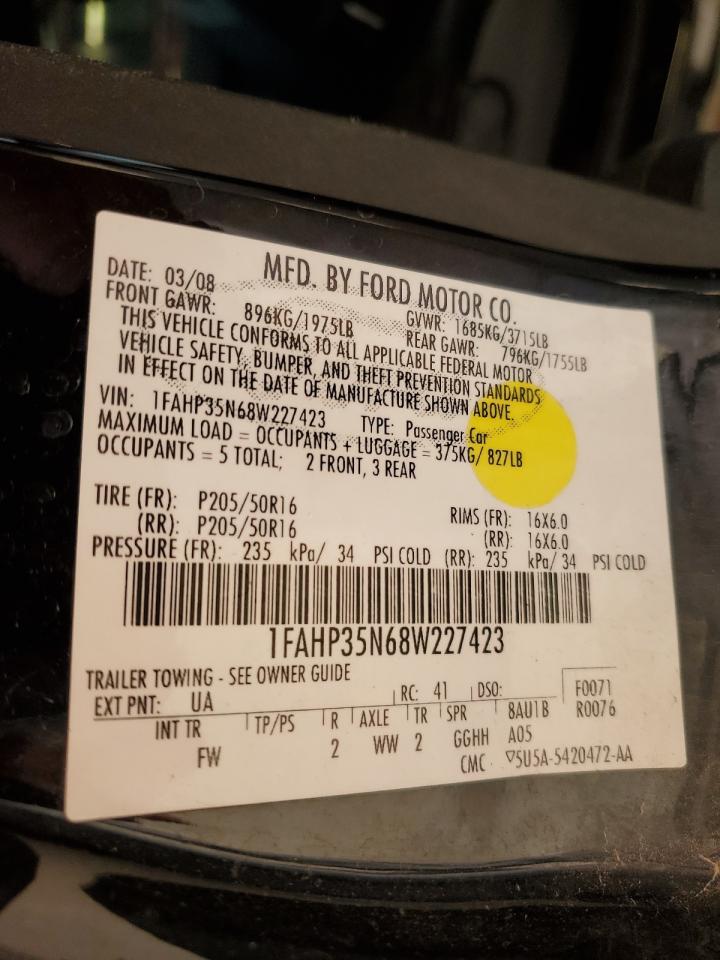 MFD. BY FORD MOTOR CO.
DATE: 03/08 GVWR: 1685KG/3715LB
FRONT GAWR: 896KG/1975LB REAR GAWR: 796KG/1755LB
THIS VEHICLE CONFORMS TO ALL APPLICABLE FEDERAL MOTOR
VEHICLE SAFETY, BUMPER, AND THEFT PREVENTION STANDARDS
IN EFFECT ON THE DATE OF MANUFACTURE SHOWN ABOVE.
VIN: 1FAHP35N68W227423 TYPE: Passenger Car
MAXIMUM LOAD = OCCUPANTS + LUGGAGE = 375KG/ 827LB
OCCUPANTS = 5 TOTAL; 2 FRONT, 3 REAR
TIRE (FR): P205/50R16 RIMS (FR): 16X6.0
(RR): P205/50R16 (RR): 16X6.0
PRESSURE (FR): 235 kPa/ 34 PSI COLD (RR): 235 kPa/ 34 PSI COLD
1FAHP35N68W227423
TRAILER TOWING - SEE OWNER GUIDE
EXT PNT: UA RC: 41 DSO: F0071
INT TR TP/PS R AXLE TR SPR 8AU1B R0076
FW 2 WW 2 GGHH A05
CMC ▽5U5A-5420472-AA